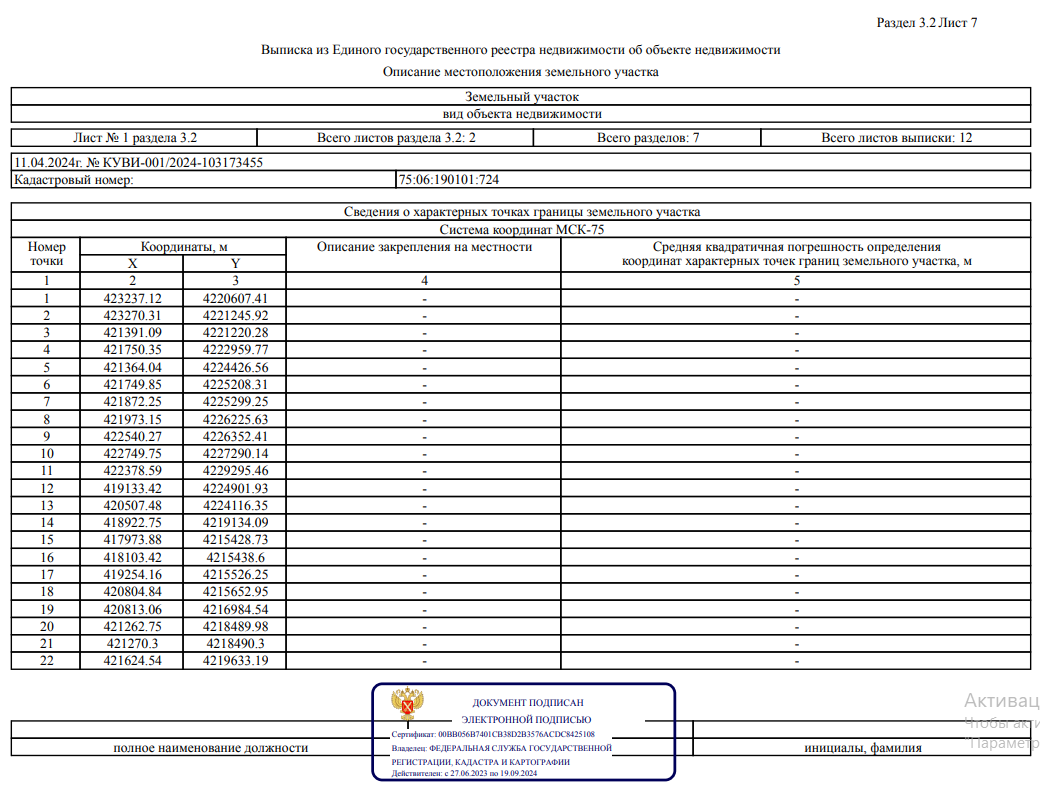 Раздел 3.2 Лист 7
Выписка из Единого государственного реестра недвижимости об объекте недвижимости
Описание местоположения земельного участка
Земельный участок
вид объекта недвижимости
Лист № 1 раздела 3.2 Всего листов раздела 3.2: 2 Всего разделов: 7 Всего листов выписки: 12
11.04.2024г. № КУВИ-001/2024-103173455
Кадастровый номер: 75:06:190101:724
Сведения о характерных точках границы земельного участка
Система координат МСК-75
Номер точки Координаты, м Описание закрепления на местности Средняя квадратичная погрешность определения координат характерных точек границ земельного участка, м
X Y
1 2 3 4 5
1 423237.12 4220607.41 - -
2 423270.31 4221245.92 - -
3 421391.09 4221220.28 - -
4 421750.35 4222959.77 - -
5 421364.04 4224426.56 - -
6 421749.85 4225208.31 - -
7 421872.25 4225299.25 - -
8 421973.15 4226225.63 - -
9 422540.27 4226352.41 - -
10 422749.75 4227290.14 - -
11 422378.59 4229295.46 - -
12 419133.42 4224901.93 - -
13 420507.48 4224116.35 - -
14 418922.75 4219134.09 - -
15 417973.88 4215428.73 - -
16 418103.42 4215438.6 - -
17 419254.16 4215526.25 - -
18 420804.84 4215652.95 - -
19 420813.06 4216984.54 - -
20 421262.75 4218489.98 - -
21 421270.3 4218490.3 - -
22 421624.54 4219633.19 - -
ДОКУМЕНТ ПОДПИСАН
ЭЛЕКТРОННОЙ ПОДПИСЬЮ
Сертификат: 00BB056B7401CB38D2B3576ACDC8425108
Владелец: ФЕДЕРАЛЬНАЯ СЛУЖБА ГОСУДАРСТВЕННОЙ
РЕГИСТРАЦИИ, КАДАСТРА И КАРТОГРАФИИ
Действителен: с 27.06.2023 по 19.09.2024
полное наименование должности инициалы, фамилия
Активац
Чтобы акти
"Параметр